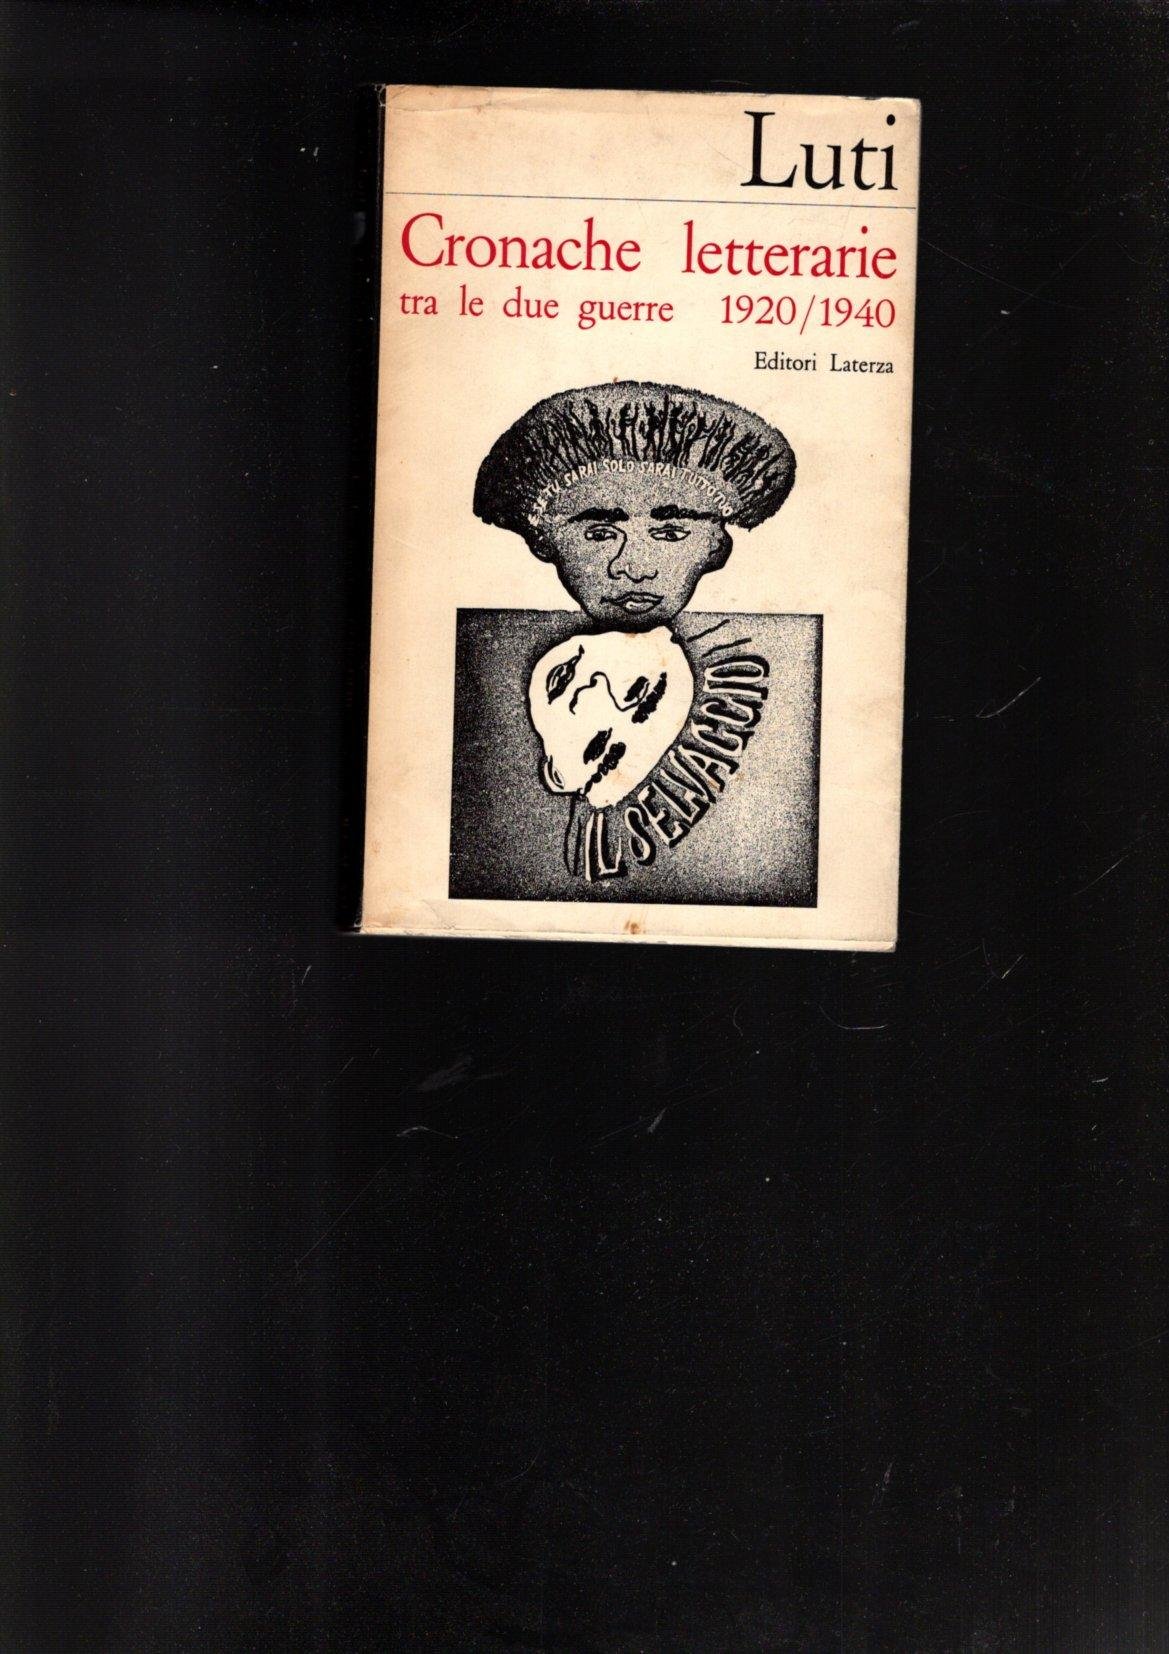 Luti
Cronache letterarie
tra le due guerre 1920/1940
Editori Laterza
E SE TU SARAI SOLO SARAI TUTTO TUO
IL SELVAGGIO